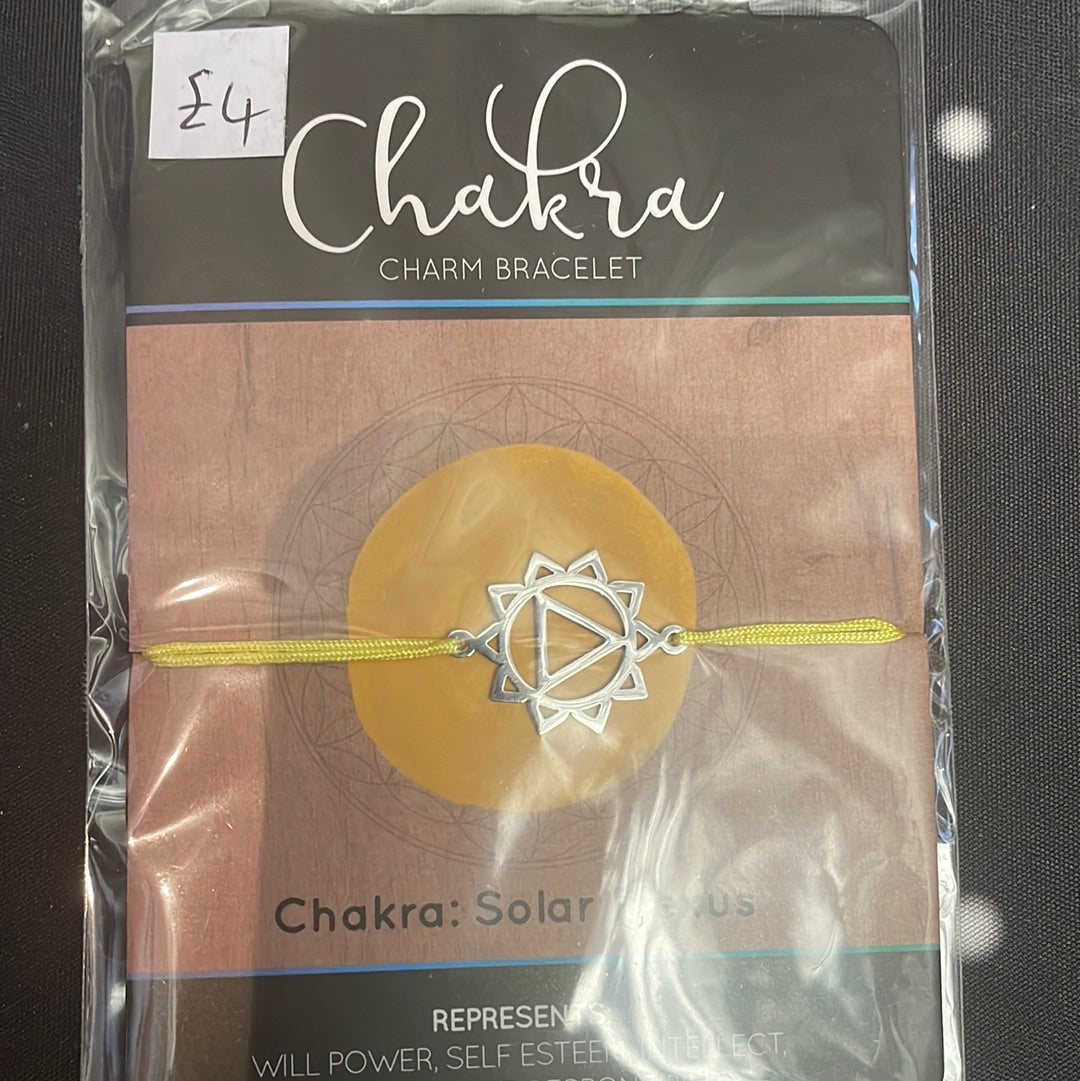 £4
Chakra
CHARM BRACELET
Chakra: Solar
REPRESENTS
WILL POWER, SELF ESTEEM, INTELLECT,